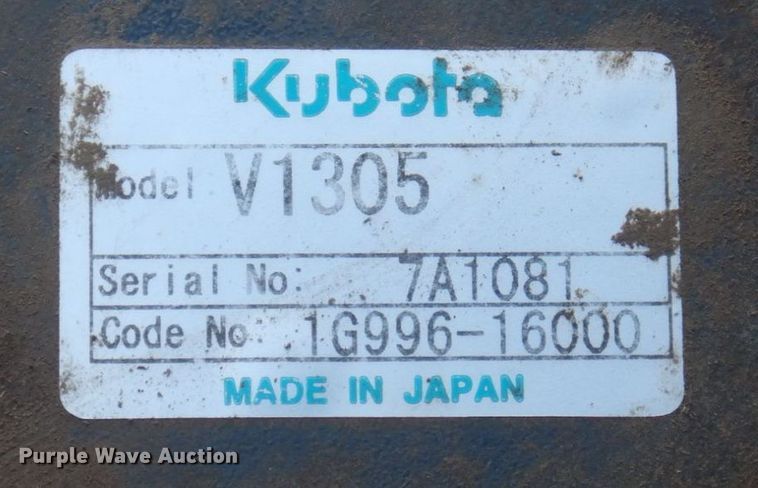 Kubota
Model V1305
Serial No: 7A1081
Code No: 1G996-16000
MADE IN JAPAN
Purple Wave Auction